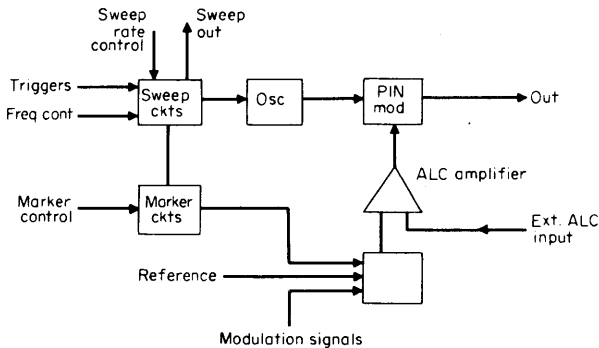 Sweep
rate
control
Sweep
out
Triggers
Freq cont
Sweep
ckts
Osc
PIN
mod
Out
ALC amplifier
Marker
control
Marker
ckts
Ext. ALC
input
Reference
Modulation signals